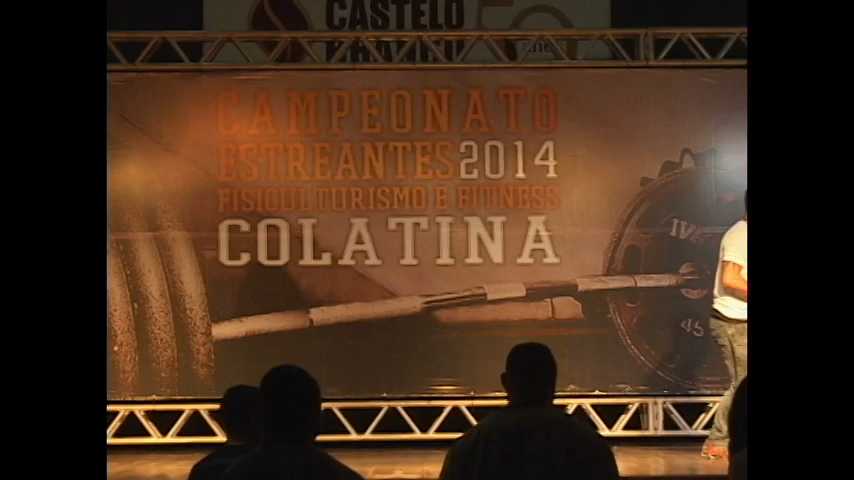 CASTELO
CAMPEONATO
ESTREANTES 2014
FISICULTURISMO E FITNESS
COLATINA
45